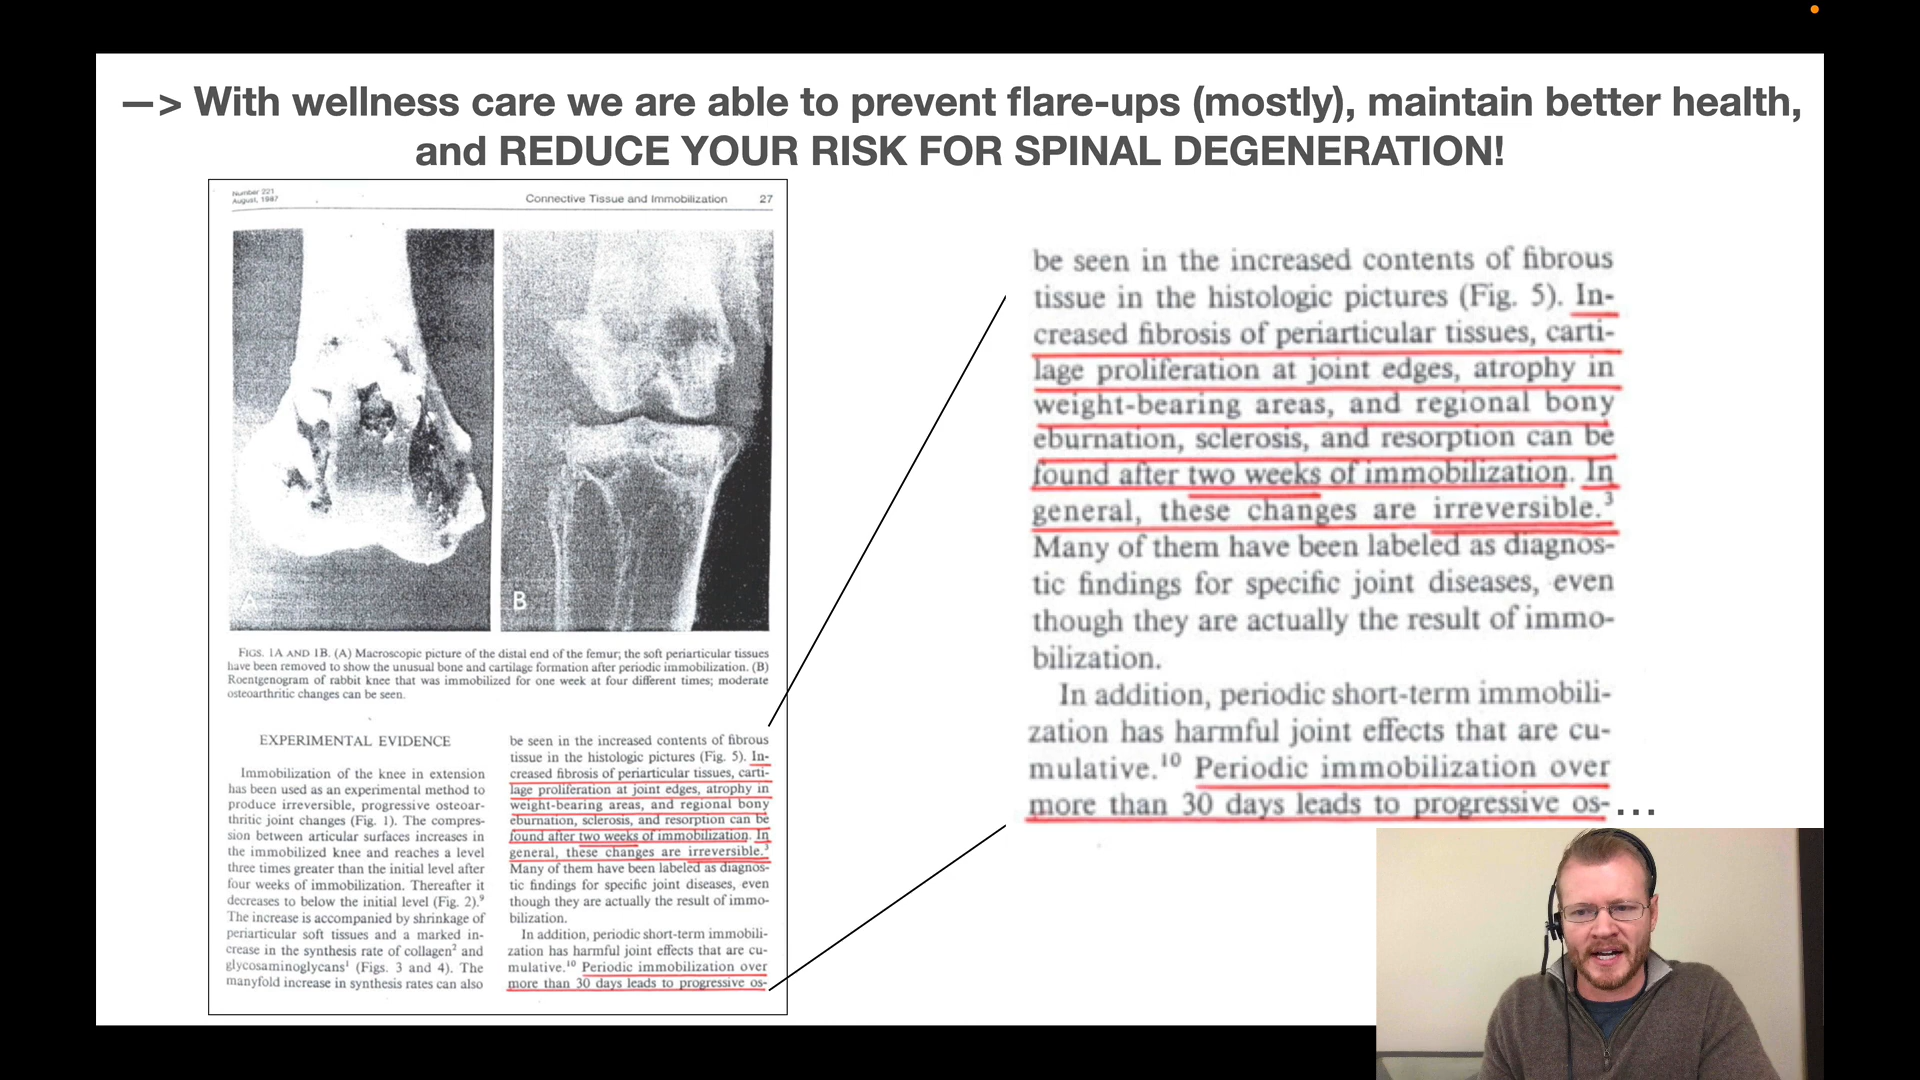 —> With wellness care we are able to prevent flare-ups (mostly), maintain better health,
and REDUCE YOUR RISK FOR SPINAL DEGENERATION!
Number 221
August, 1987
Connective Tissue and Immobilization 27
A
B
FIGS. 1A AND 1B. (A) Macroscopic picture of the distal end of the femur; the soft periarticular tissues
have been removed to show the unusual bone and cartilage formation after periodic immobilization. (B)
Roentgenogram of rabbit knee that was immobilized for one week at four different times; moderate
osteoarthritic changes can be seen.
EXPERIMENTAL EVIDENCE
Immobilization of the knee in extension
has been used as an experimental method to
produce irreversible, progressive osteoar-
thritic joint changes (Fig. 1). The compres-
sion between articular surfaces increases in
the immobilized knee and reaches a level
three times greater than the initial level after
four weeks of immobilization. Thereafter it
decreases to below the initial level (Fig. 2).⁹
The increase is accompanied by shrinkage of
periarticular soft tissues and a marked in-
crease in the synthesis rate of collagen² and
glycosaminoglycans¹ (Figs. 3 and 4). The
manyfold increase in synthesis rates can also
be seen in the increased contents of fibrous
tissue in the histologic pictures (Fig. 5). In-
creased fibrosis of periarticular tissues, carti-
lage proliferation at joint edges, atrophy in
weight-bearing areas, and regional bony
eburnation, sclerosis, and resorption can be
found after two weeks of immobilization. In
general, these changes are irreversible.³
Many of them have been labeled as diagnos-
tic findings for specific joint diseases, even
though they are actually the result of immo-
bilization.
In addition, periodic short-term immobili-
zation has harmful joint effects that are cu-
mulative.¹⁰ Periodic immobilization over
more than 30 days leads to progressive os-
be seen in the increased contents of fibrous
tissue in the histologic pictures (Fig. 5). In-
creased fibrosis of periarticular tissues, carti-
lage proliferation at joint edges, atrophy in
weight-bearing areas, and regional bony
eburnation, sclerosis, and resorption can be
found after two weeks of immobilization. In
general, these changes are irreversible.³
Many of them have been labeled as diagnos-
tic findings for specific joint diseases, even
though they are actually the result of immo-
bilization.
In addition, periodic short-term immobili-
zation has harmful joint effects that are cu-
mulative.¹⁰ Periodic immobilization over
more than 30 days leads to progressive os-...